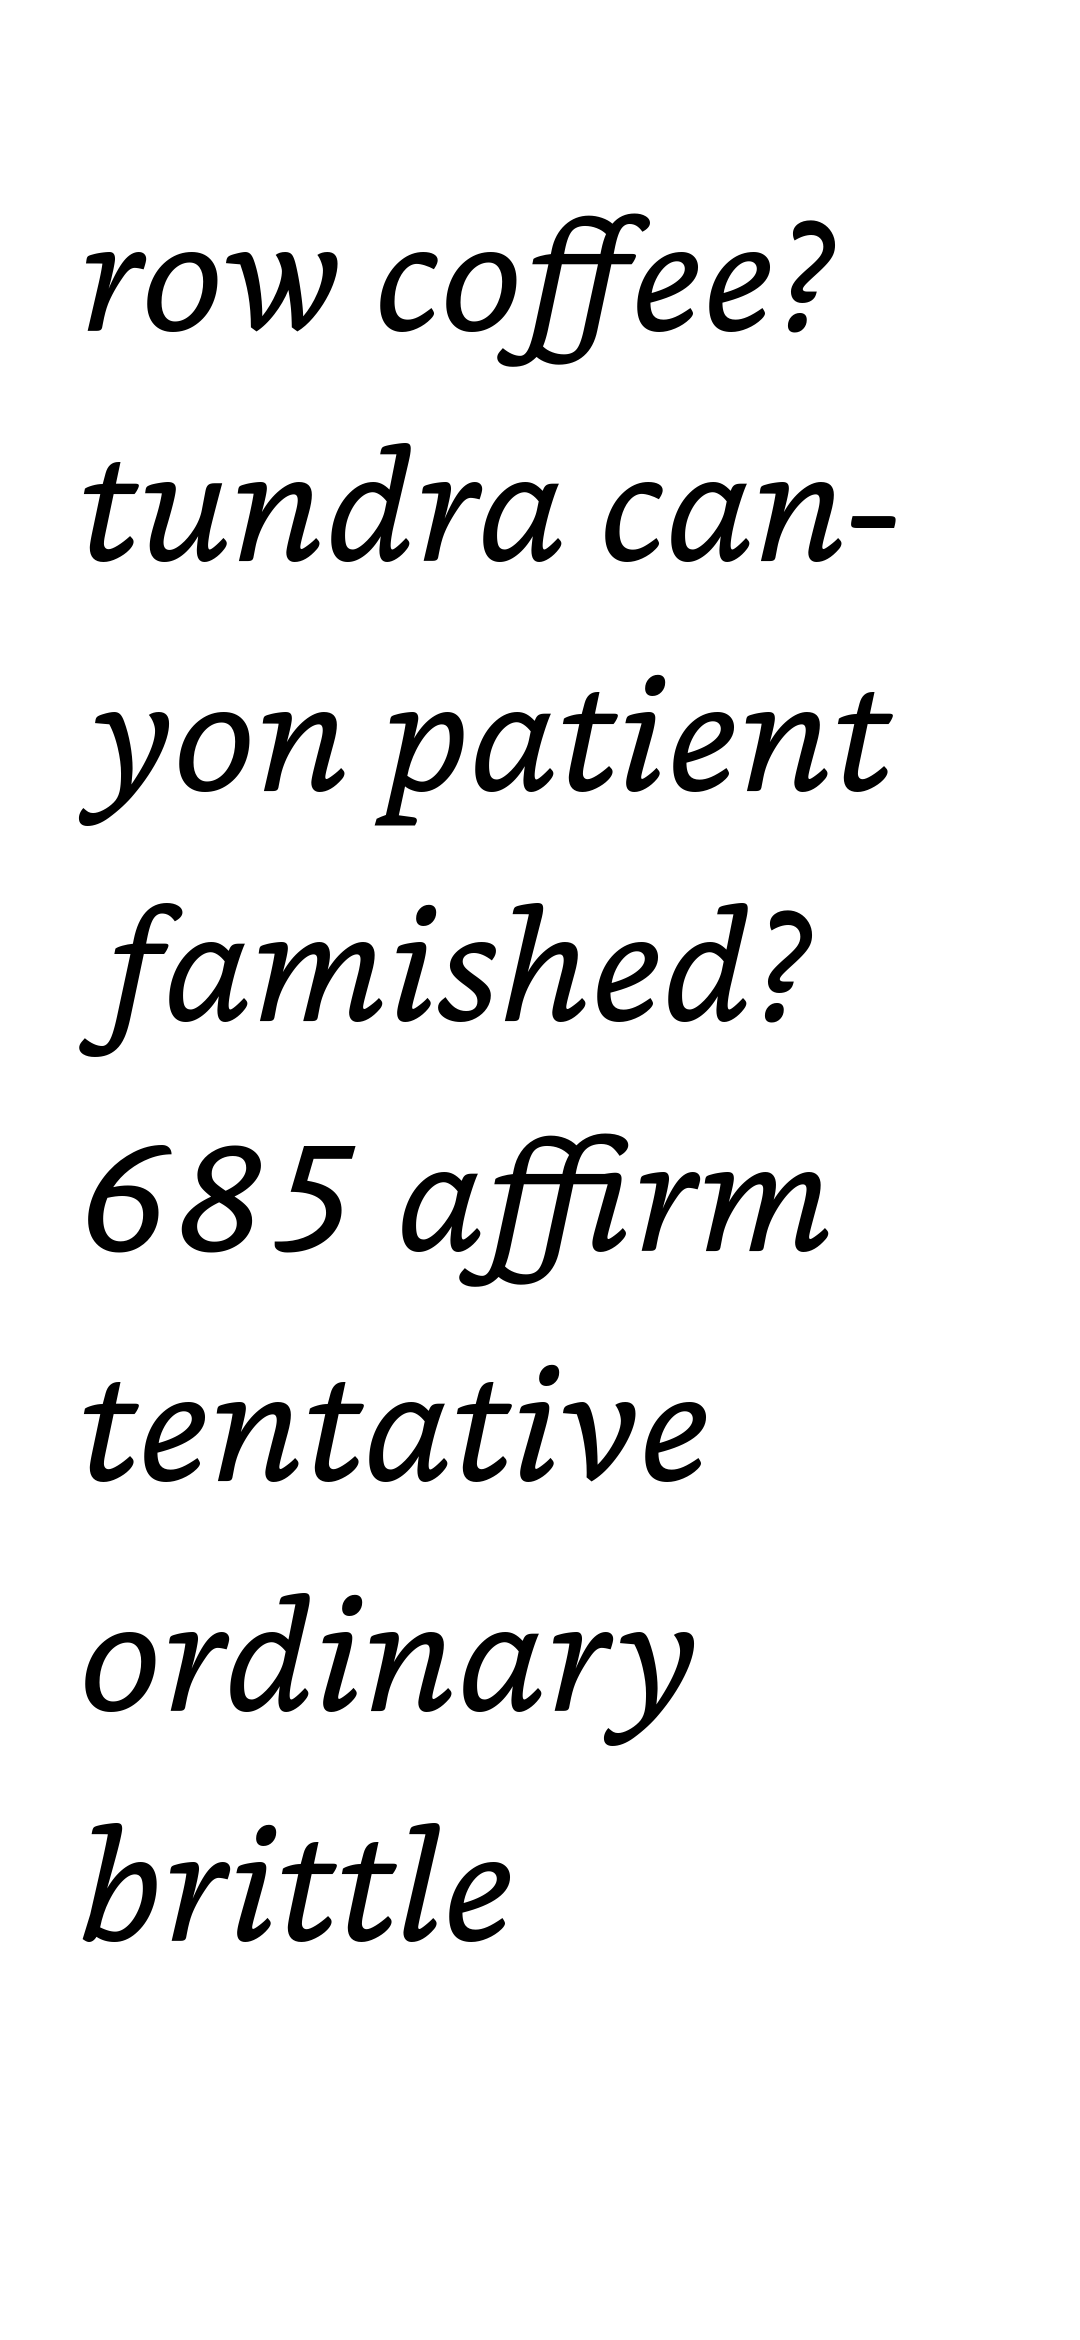 row coffee?
tundra can-
yon patient
famished?
685 affirm
tentative
ordinary
brittle